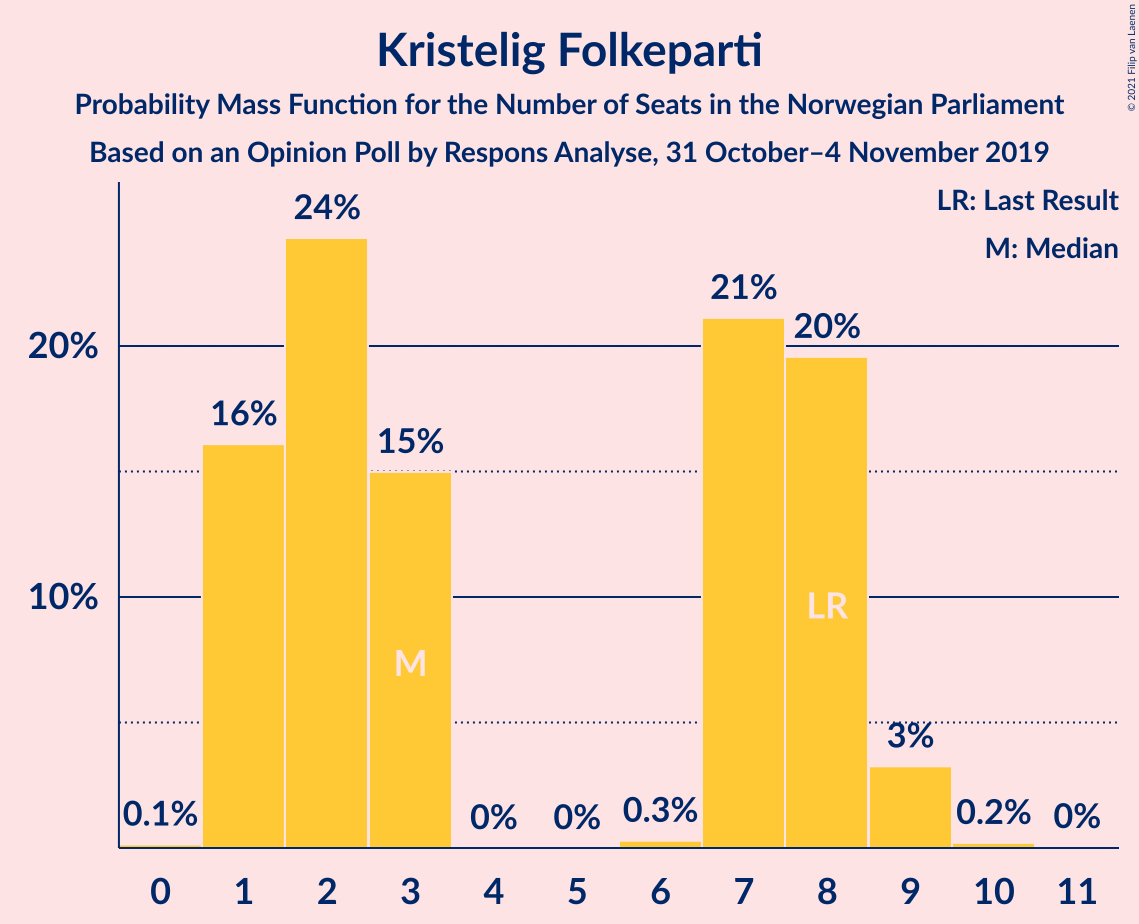 Kristelig Folkeparti
Probability Mass Function for the Number of Seats in the Norwegian Parliament
Based on an Opinion Poll by Respons Analyse, 31 October–4 November 2019
© 2021 Filip van Laenen
LR: Last Result
M: Median
24%
21%
20%
20%
16%
15%
10%
LR
M
3%
0.1%
0%
0%
0.3%
0.2%
0%
0 1 2 3 4 5 6 7 8 9 10 11